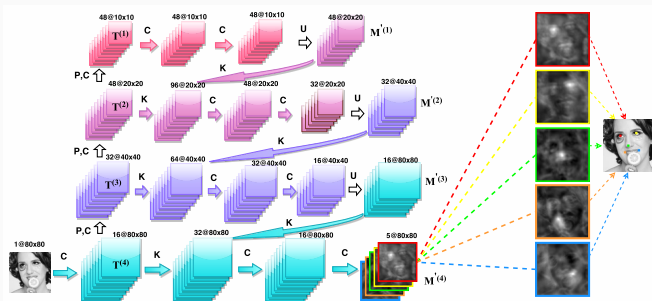 48@10x10 48@10x10 48@10x10 48@20x20
T(1) C C U M'(1)
P,C K
48@20x20 96@20x20 48@20x20 32@20x20 32@40x40
T(2) K C C U M'(2)
P,C K
32@40x40 64@40x40 32@40x40 16@40x40 16@80x80
T(3) K C C U M'(3)
P,C K
1@80x80 16@80x80 32@80x80 16@80x80 5@80x80
C T(4) K C C M'(4)